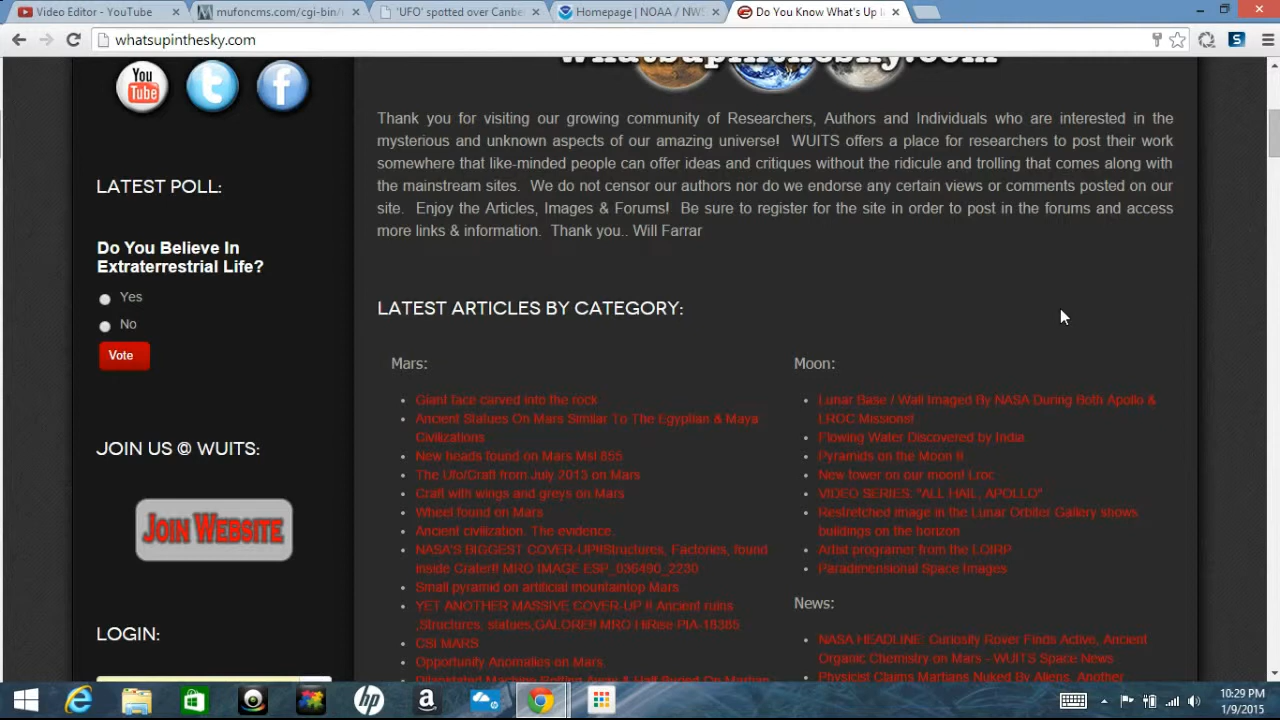 Video Editor - YouTube
mufoncms.com/cgi-bin/
'UFO' spotted over Canbe
Homepage | NOAA / NWS
Do You Know What's Up I
whatsupinthesky.com
whatsupinthesky.com
You
Tube
Thank you for visiting our growing community of Researchers, Authors and Individuals who are interested in the
mysterious and unknown aspects of our amazing universe! WUITS offers a place for researchers to post their work
somewhere that like-minded people can offer ideas and critiques without the ridicule and trolling that comes along with
the mainstream sites. We do not censor our authors nor do we endorse any certain views or comments posted on our
site. Enjoy the Articles, Images & Forums! Be sure to register for the site in order to post in the forums and access
more links & information. Thank you.. Will Farrar
LATEST POLL:
Do You Believe In
Extraterrestrial Life?
Yes
No
Vote
JOIN US @ WUITS:
JOIN WEBSITE
LOGIN:
LATEST ARTICLES BY CATEGORY:
Mars:
Giant face carved into the rock
Ancient Statues On Mars Similar To The Egyptian & Maya
Civilizations
New heads found on Mars Msl 855
The Ufo/Craft from July 2013 on Mars
Craft with wings and greys on Mars
Wheel found on Mars
Ancient civilization. The evidence.
NASA'S BIGGEST COVER-UP!!Structures, Factories, found
inside Crater!! MRO IMAGE ESP_036490_2230
Small pyramid on artificial mountaintop Mars
YET ANOTHER MASSIVE COVER-UP !! Ancient ruins
,Structures, statues,GALORE!! MRO HiRise PIA-18385
CSI MARS
Opportunity Anomalies on Mars
Dilapidated Machine Rotting Away & Half Buried On Martian
Moon:
Lunar Base / Wall Imaged By NASA During Both Apollo &
LROC Missions!
Flowing Water Discovered by India
Pyramids on the Moon !!
New tower on our moon! Lroc
VIDEO SERIES: "ALL HAIL, APOLLO"
Restretched image in the Lunar Orbiter Gallery shows
buildings on the horizon
Artist programer from the LOIRP
Paradimensional Space Images
News:
NASA HEADLINE: Curiosity Rover Finds Active, Ancient
Organic Chemistry on Mars - WUITS Space News
Physicist Claims Martians Nuked By Aliens, Another
10:29 PM
1/9/2015